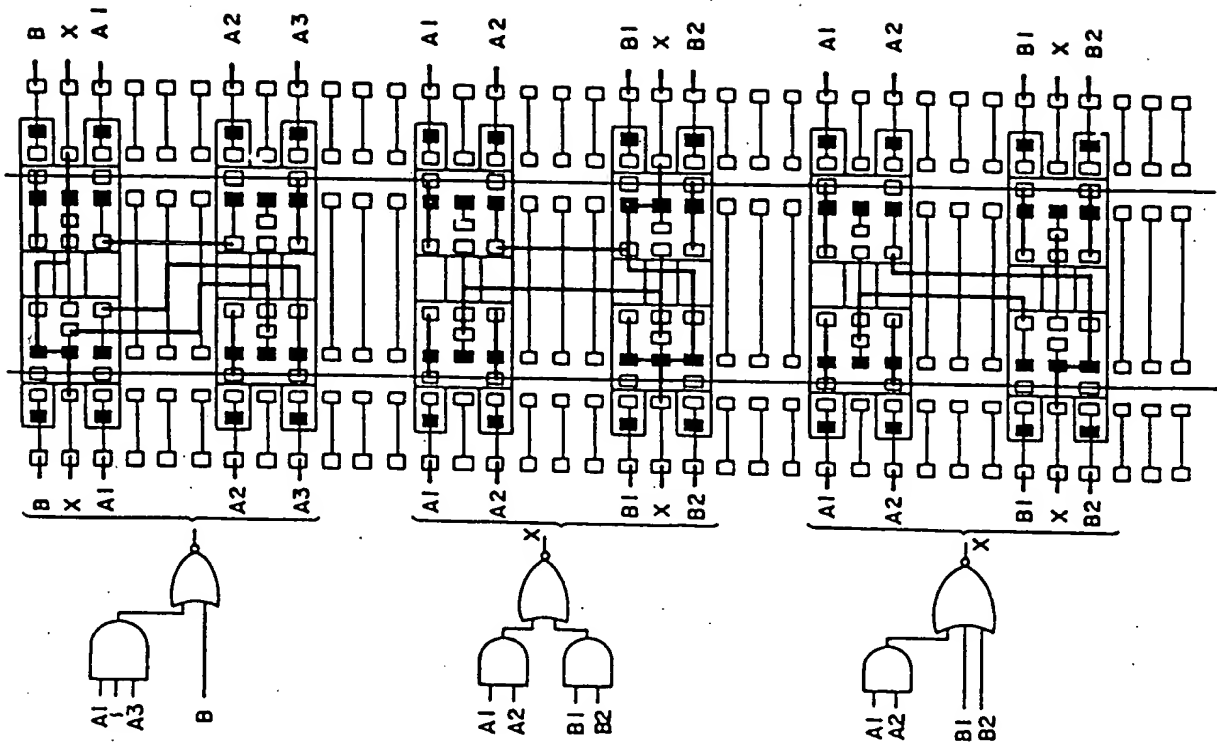 B X A1 A2 A3 A1 A2 B1 X B2 A1 A2 B1 X B2
B X A1 A2 A3 A1 A2 B1 X B2 A1 A2 B1 X B2
X X
A1 A3 B A1 A2 B1 B2 A1 A2 B1 B2